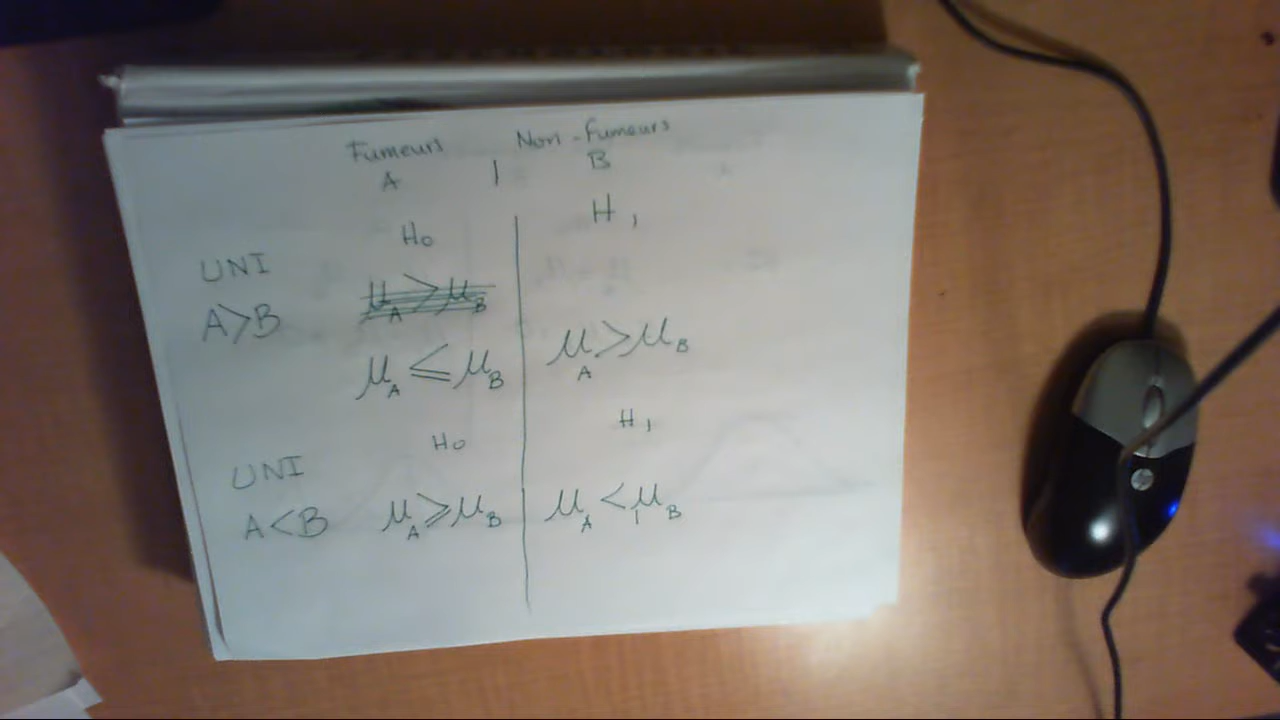 Fumeurs | Non-Fumeurs
A B
H0 H1
UNI
A>B μA>μB
μA≤μB μA>μB
H0 H1
UNI
A<B μA≥μB μA<μB